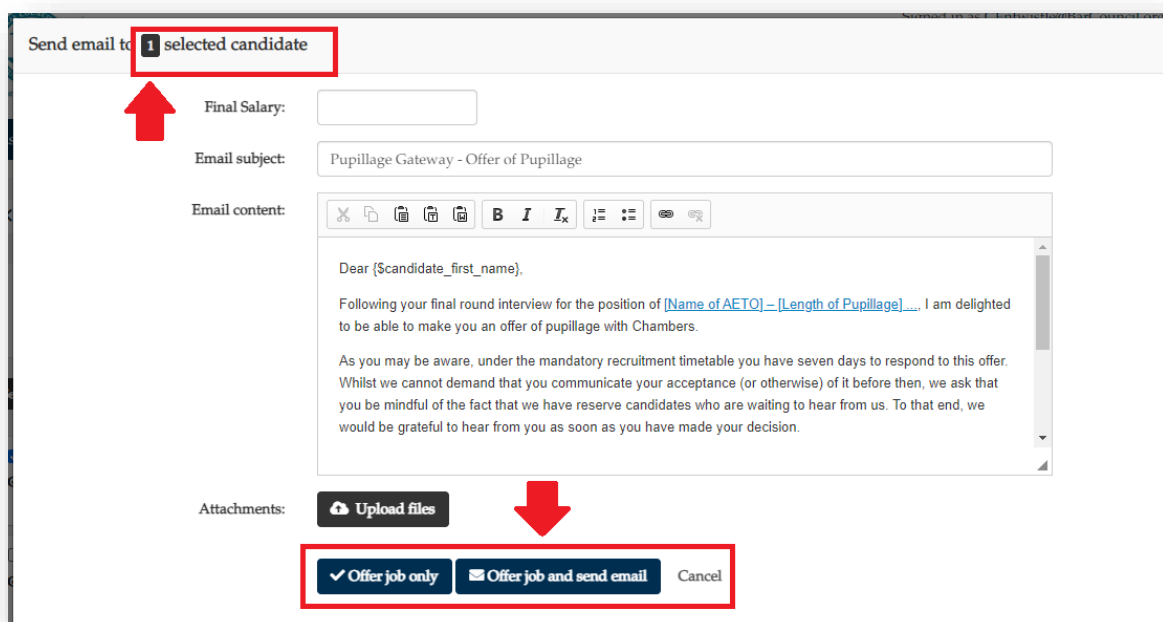 Signed in as CEntwistle@BarCouncil.org
Send email to 1 selected candidate
Final Salary:
Email subject: Pupillage Gateway - Offer of Pupillage
Email content:
B I Tx
Dear {$candidate_first_name},
Following your final round interview for the position of [Name of AETO] – [Length of Pupillage] ..., I am delighted
to be able to make you an offer of pupillage with Chambers.
As you may be aware, under the mandatory recruitment timetable you have seven days to respond to this offer.
Whilst we cannot demand that you communicate your acceptance (or otherwise) of it before then, we ask that
you be mindful of the fact that we have reserve candidates who are waiting to hear from us. To that end, we
would be grateful to hear from you as soon as you have made your decision.
Attachments: Upload files
Offer job only Offer job and send email Cancel